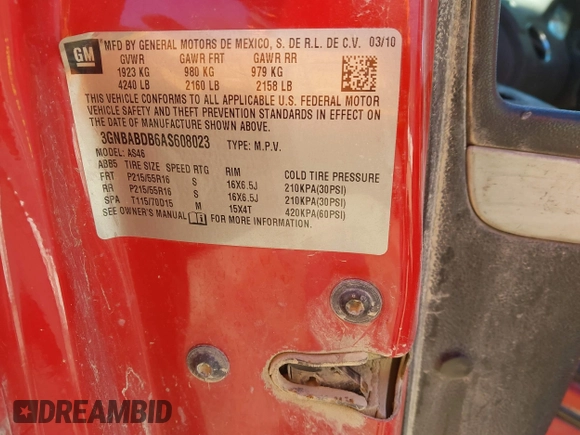 GM
MFD BY GENERAL MOTORS DE MEXICO, S. DE R.L. DE C.V. 03/10
GVWR GAWR FRT GAWR RR
1923 KG 980 KG 979 KG
4240 LB 2160 LB 2158 LB
THIS VEHICLE CONFORMS TO ALL APPLICABLE U.S. FEDERAL MOTOR
VEHICLE SAFETY AND THEFT PREVENTION STANDARDS IN EFFECT ON
THE DATE OF MANUFACTURE SHOWN ABOVE.
3GNBABDB6AS608023 TYPE: M.P.V.
MODEL: AS46
AB85 TIRE SIZE SPEED RTG RIM COLD TIRE PRESSURE
FRT P215/55R16 S 16X6.5J 210KPA(30PSI)
RR P215/55R16 S 16X6.5J 210KPA(30PSI)
SPA T115/70D15 M 15X4T 420KPA(60PSI)
SEE OWNER'S MANUAL FOR MORE INFORMATION.
DREAMBID